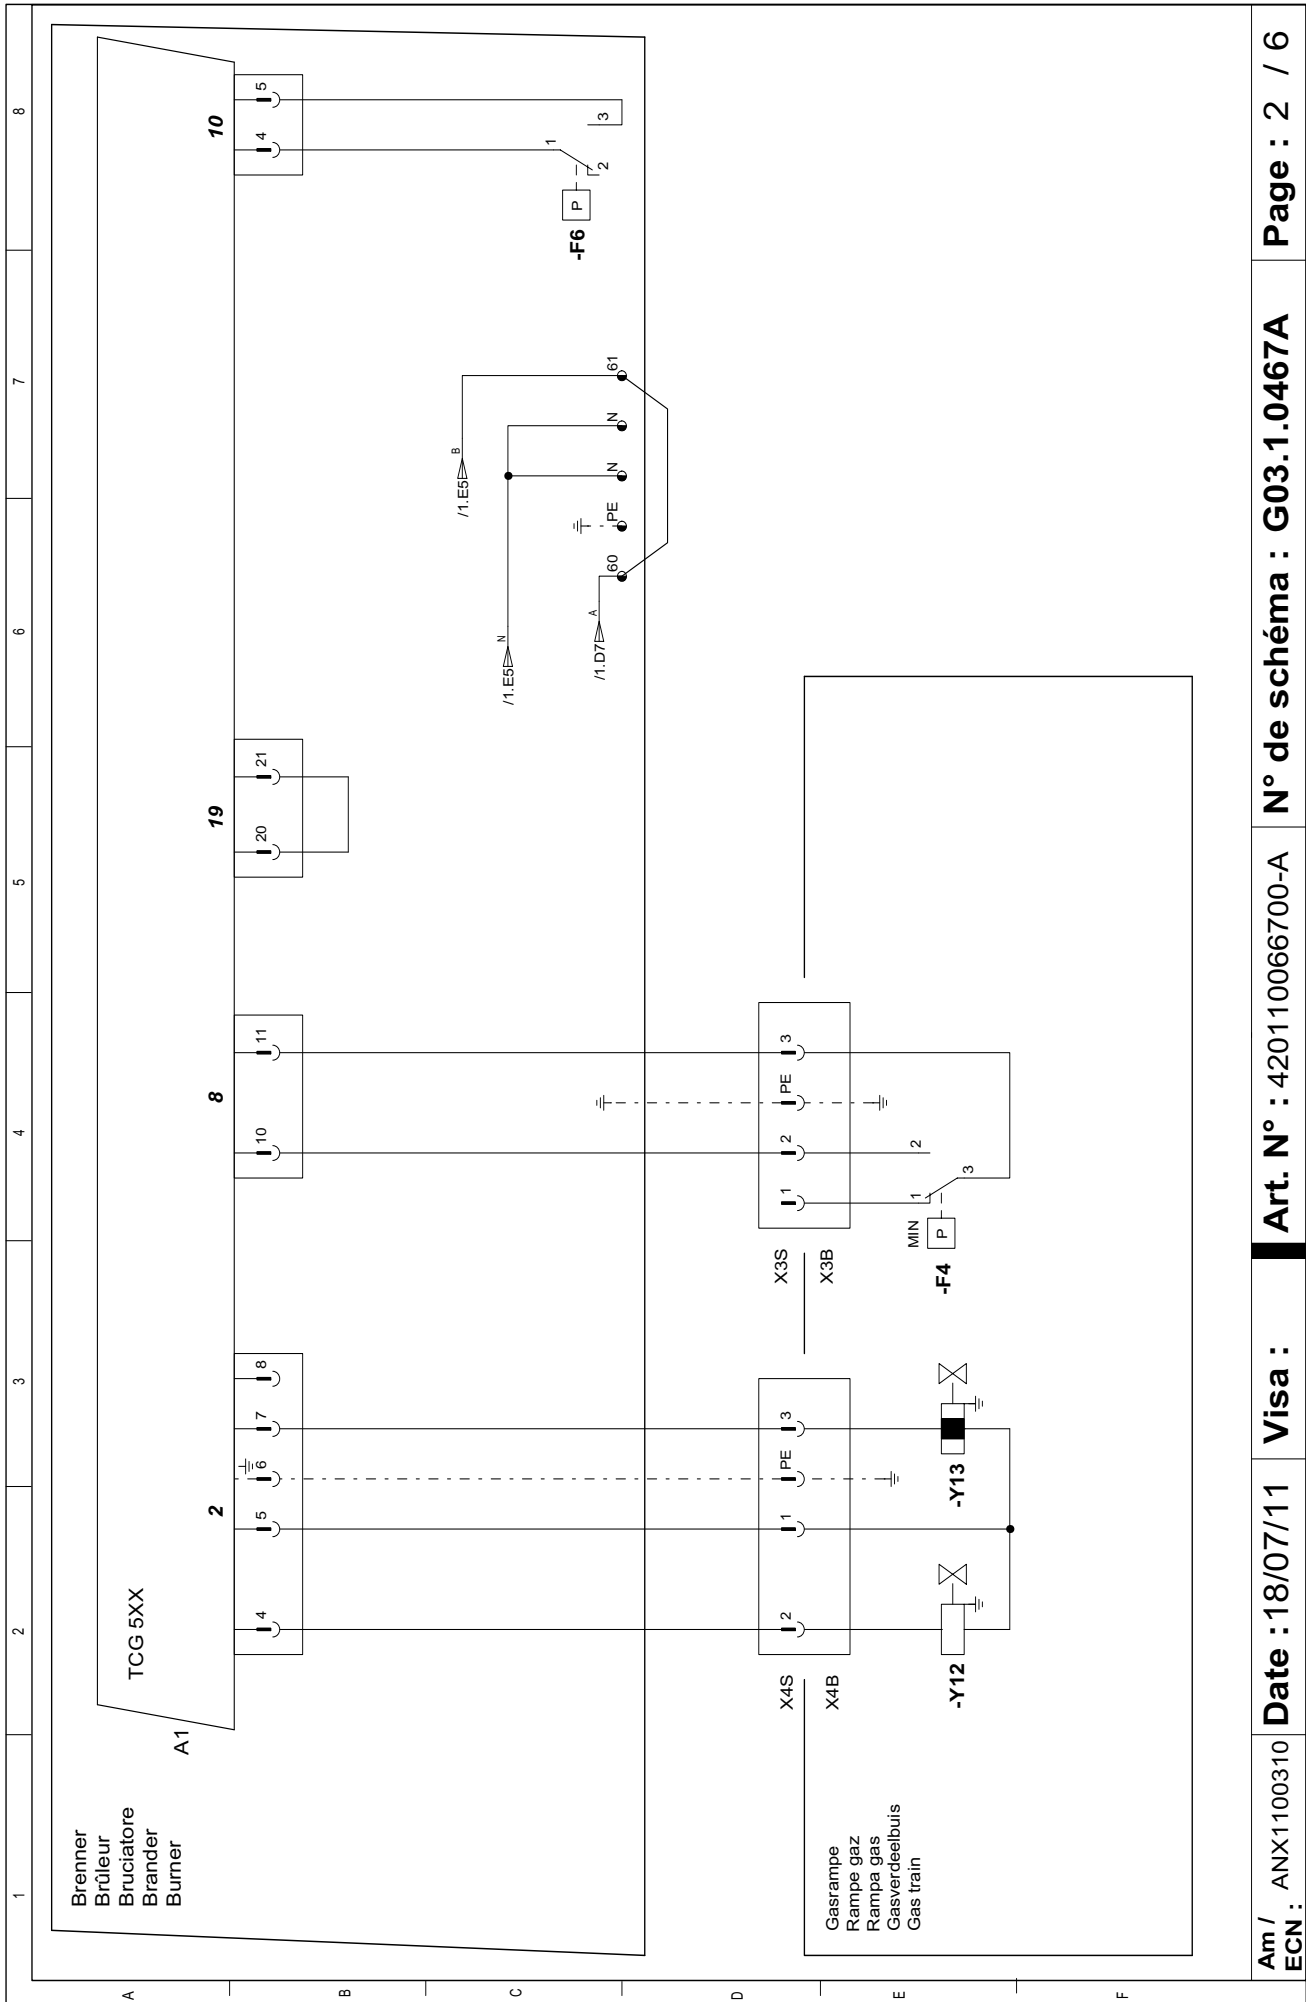 1 2 3 4 5 6 7 8
A
B
C
D
E
F
Brenner
Brûleur
Bruciatore
Brander
Burner
A1
TCG 5XX
2
4 5 6 7 8
8
10 11
19
20 21
10
4 5
/1.E5 B
/1.E5 N
/1.D7 A
60 PE N N 61
-F6
P
1
2
3
X4S
X4B
2 1 PE 3
X3S
X3B
1 2 PE 3
Gasrampe
Rampe gaz
Rampa gas
Gasverdeelbuis
Gas train
-Y12
-Y13
-F4
MIN
P
1
2
3
Am /
ECN : ANX1100310
Date : 18/07/11
Visa :
Art. N° : 420110066700-A
N° de schéma : G03.1.0467A
Page : 2 / 6